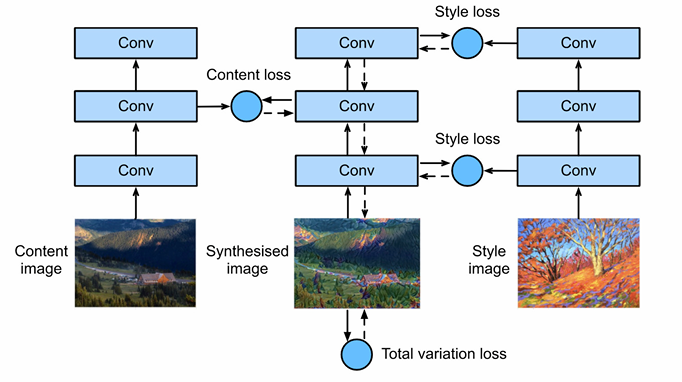 Style loss
Conv
Conv
Conv
Content loss
Conv
Conv
Conv
Style loss
Conv
Conv
Conv
Content
image
Synthesised
image
Style
image
Total variation loss